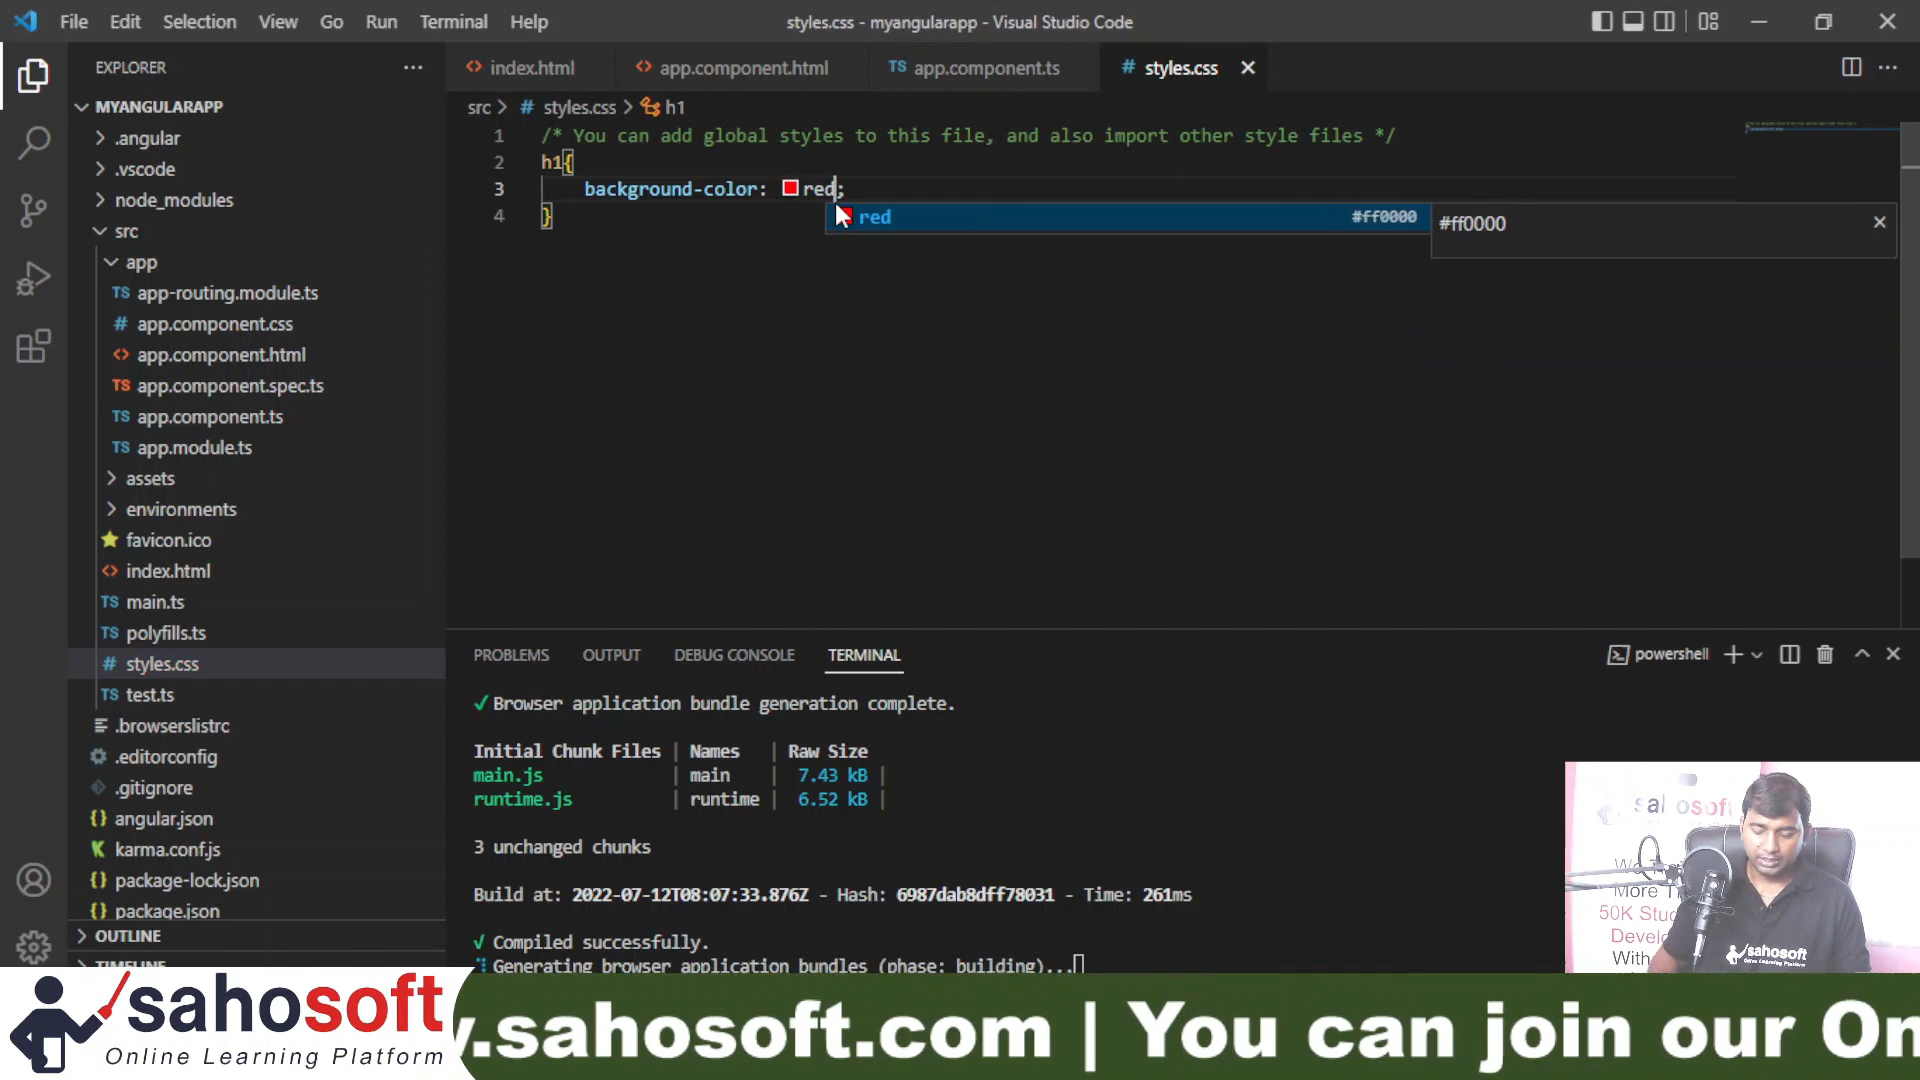 File Edit Selection View Go Run Terminal Help
styles.css - myangularapp - Visual Studio Code
EXPLORER
index.html
app.component.html
TS app.component.ts
# styles.css
src > # styles.css > h1
MYANGULARAPP
.angular
.vscode
node_modules
src
app
TS app-routing.module.ts
# app.component.css
<> app.component.html
TS app.component.spec.ts
TS app.component.ts
TS app.module.ts
assets
environments
favicon.ico
<> index.html
TS main.ts
TS polyfills.ts
# styles.css
TS test.ts
.browserslistrc
.editorconfig
.gitignore
{} angular.json
karma.conf.js
{} package-lock.json
{} package.json
OUTLINE
1 /* You can add global styles to this file, and also import other style files */
2 h1{
3 background-color: red;
4 }
red #ff0000
#ff0000
PROBLEMS OUTPUT DEBUG CONSOLE TERMINAL
powershell
✓ Browser application bundle generation complete.
Initial Chunk Files | Names | Raw Size
main.js | main | 7.43 kB |
runtime.js | runtime | 6.52 kB |
3 unchanged chunks
Build at: 2022-07-12T08:07:33.876Z - Hash: 6987dab8dff78031 - Time: 261ms
√ Compiled successfully.
Generating browser application bundles (phase: building)...
sahosoft
More
50K Stu
Develo
With
sahosoft
sahosoft
Online Learning Platform
.sahosoft.com | You can join our On